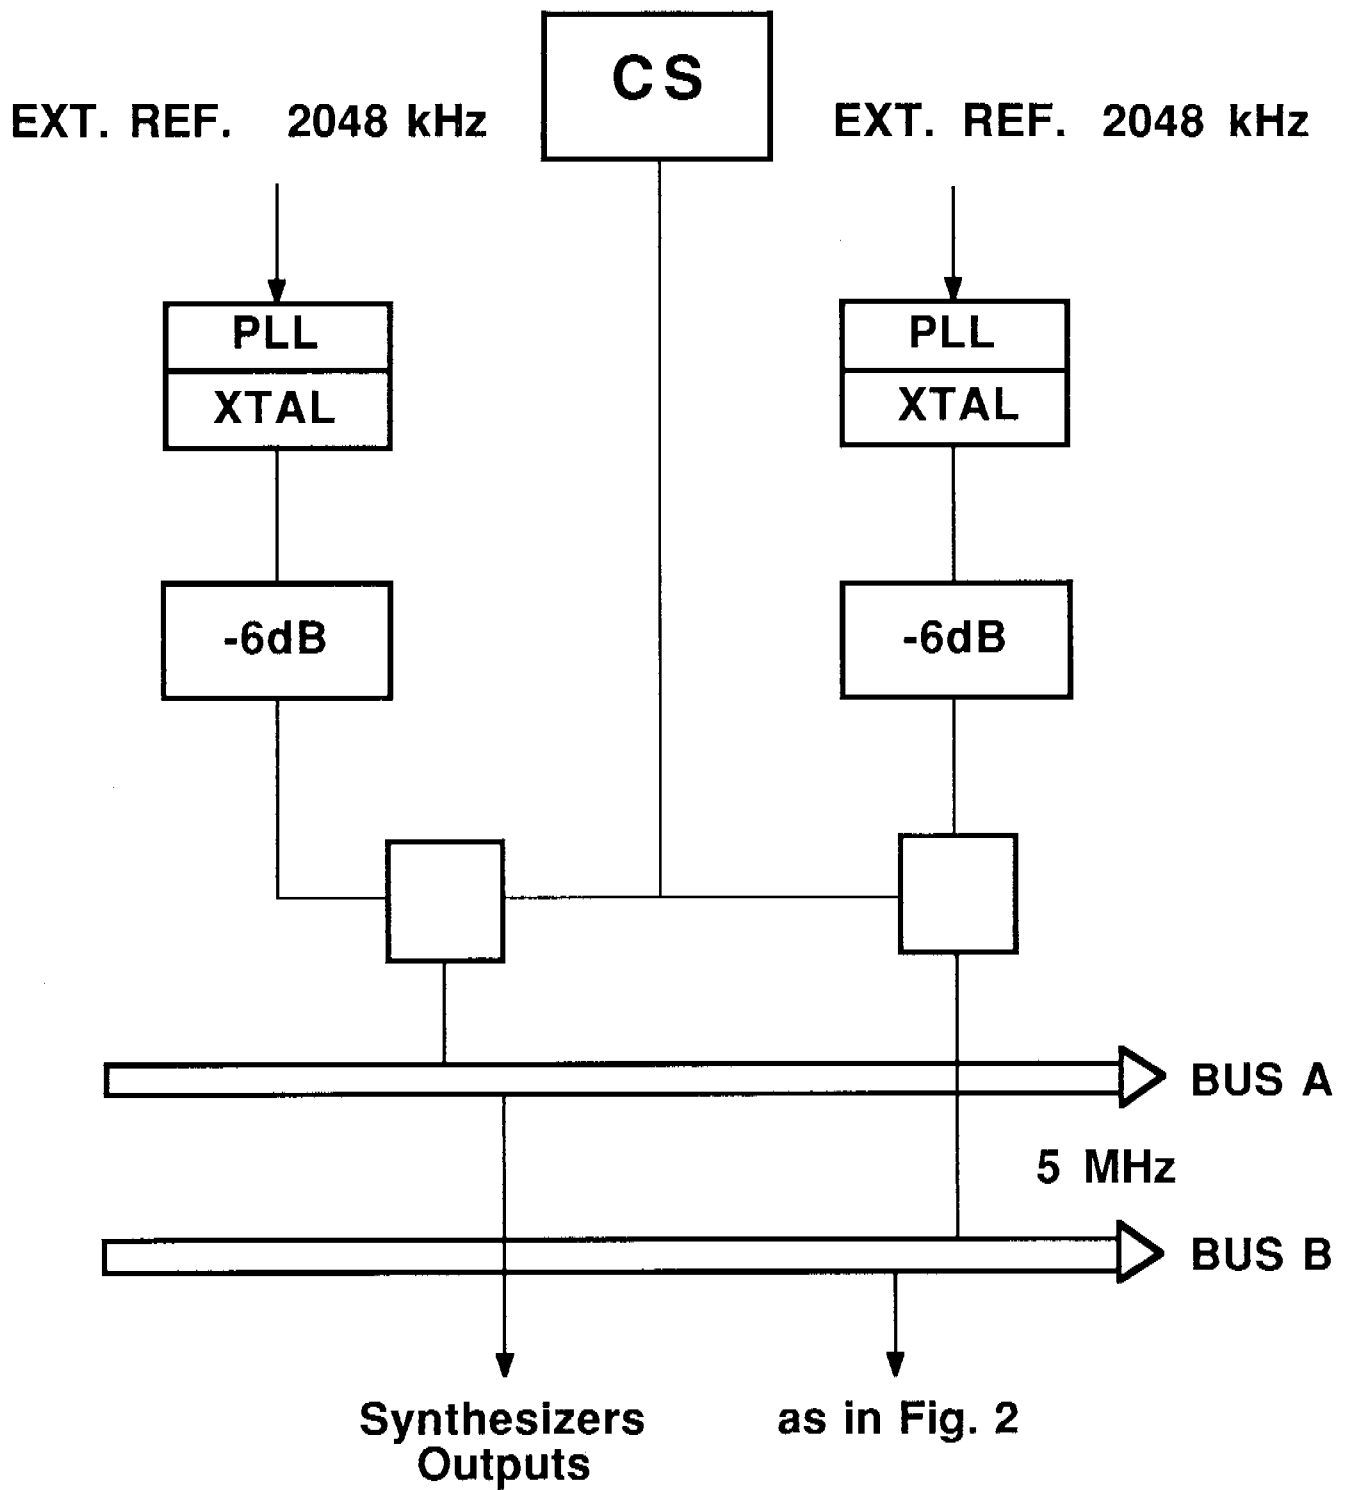 CS
EXT. REF. 2048 kHz
EXT. REF. 2048 kHz
PLL
XTAL
PLL
XTAL
-6dB
-6dB
BUS A
5 MHz
BUS B
Synthesizers
Outputs
as in Fig. 2